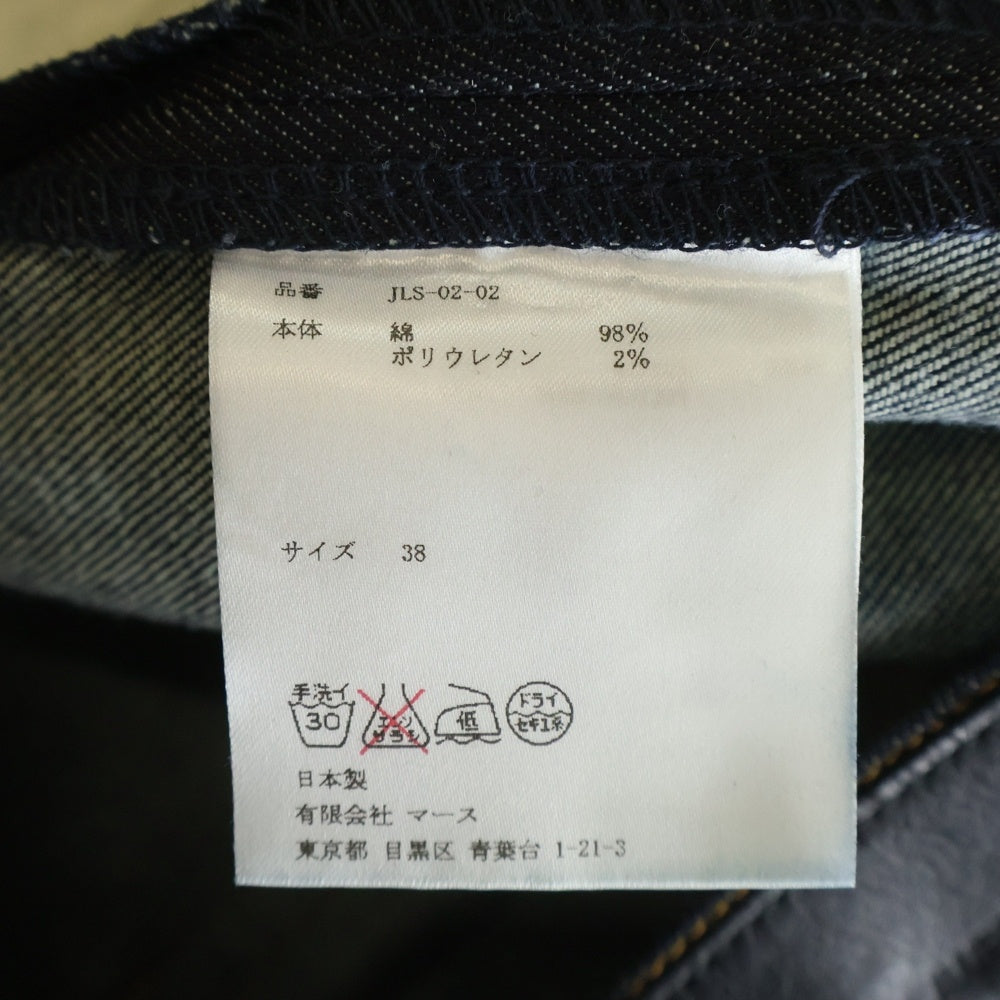 品番 JLS-02-02
本体 綿 98%
ポリウレタン 2%
サイズ 38
手洗イ 30 エンソサラシ 低 ドライ セキユ系
日本製
有限会社 マース
東京都 目黒区 青葉台 1-21-3